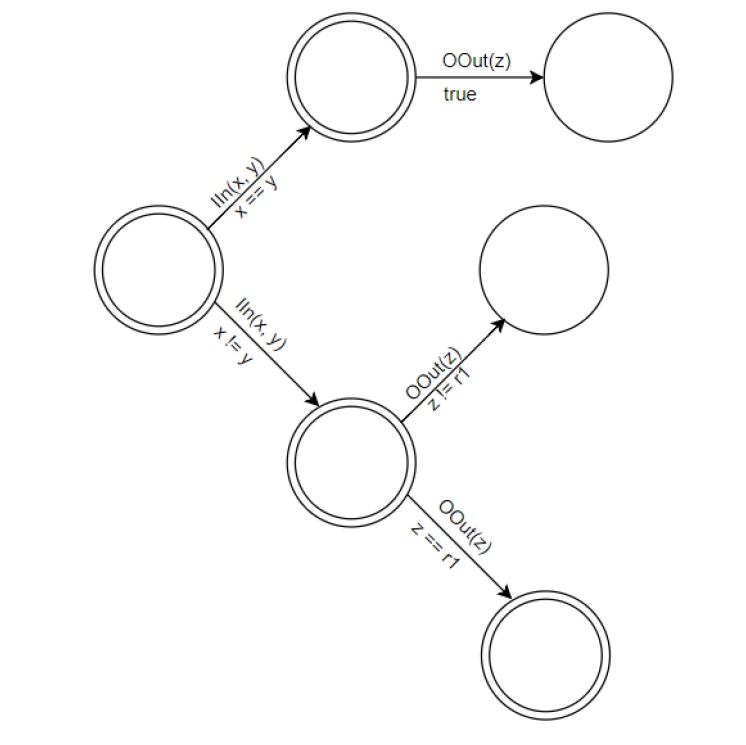 OOut(z)
true
IIn(x, y)
x == y
IIn(x, y)
x != y
OOut(z)
z != r1
OOut(z)
z == r1